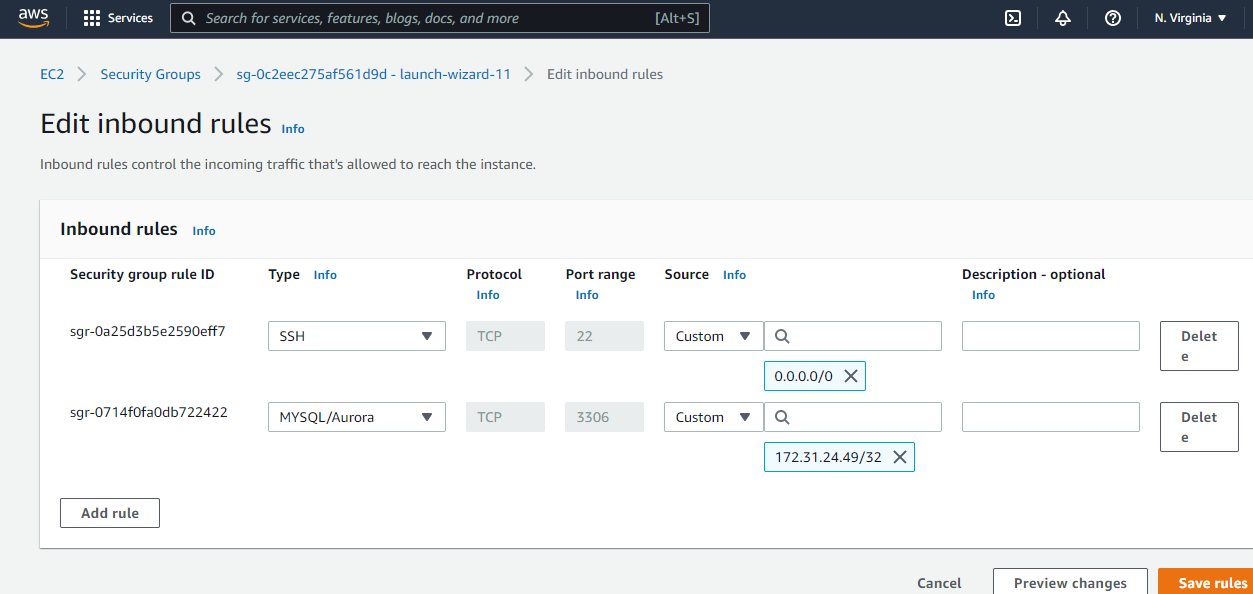 aws Services Search for services, features, blogs, docs, and more [Alt+S] N. Virginia
EC2 Security Groups sg-0c2eec275af561d9d - launch-wizard-11 Edit inbound rules
Edit inbound rules Info
Inbound rules control the incoming traffic that's allowed to reach the instance.
Inbound rules Info
Security group rule ID Type Info Protocol Port range Source Info Description - optional
Info Info Info
sgr-0a25d3b5e2590eff7 SSH TCP 22 Custom Delet
e
0.0.0.0/0
sgr-0714f0fa0db722422 MYSQL/Aurora TCP 3306 Custom Delet
e
172.31.24.49/32
Add rule
Cancel Preview changes Save rules